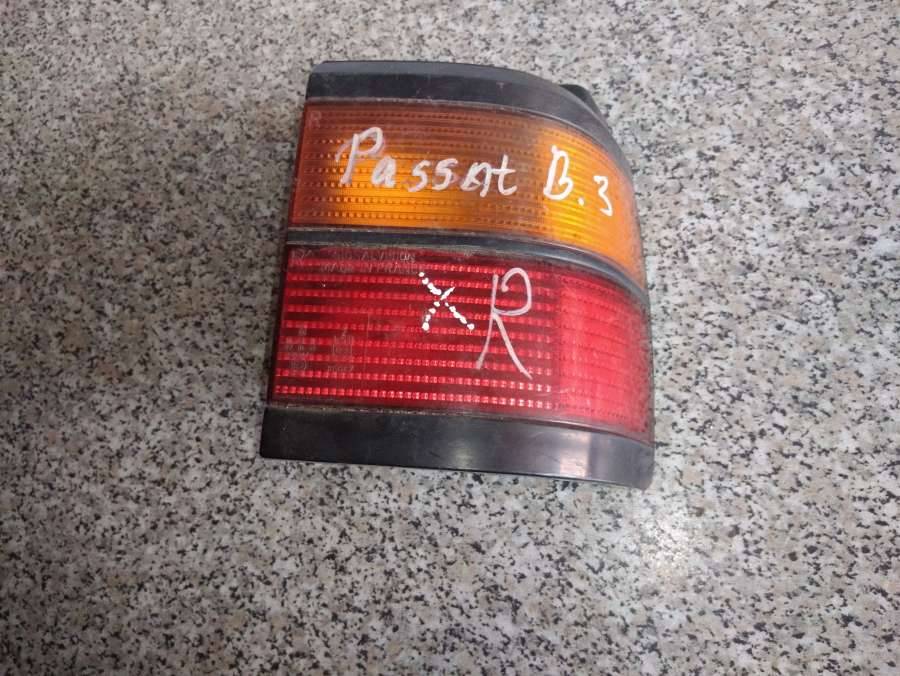 R
Passat B.3
MADE IN FRANCE
X R